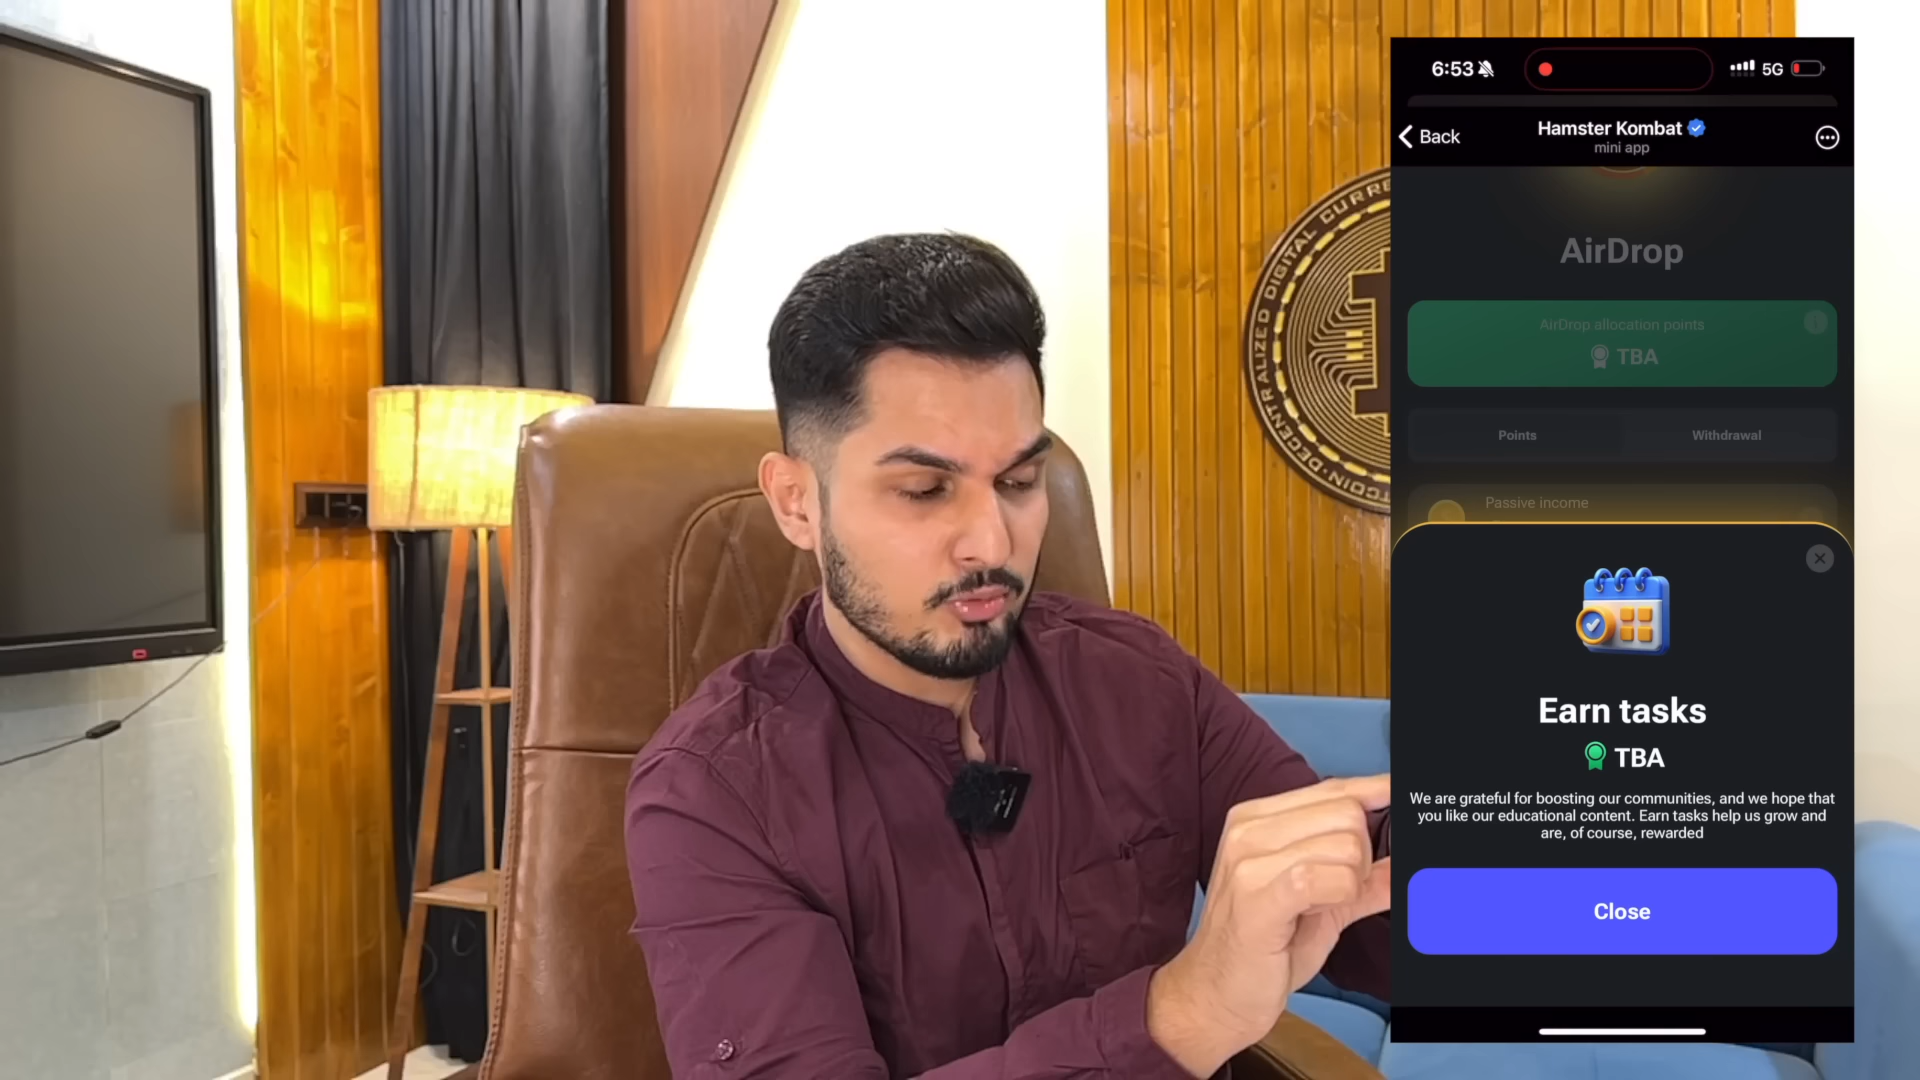 6:53
5G
Back
Hamster Kombat
mini app
AirDrop
AirDrop allocation points
TBA
Points
Withdrawal
Passive income
Earn tasks
TBA
We are grateful for boosting our communities, and we hope that
you like our educational content. Earn tasks help us grow and
are, of course, rewarded
Close
DECENTRALIZED DIGITAL CURRE
TCOIN